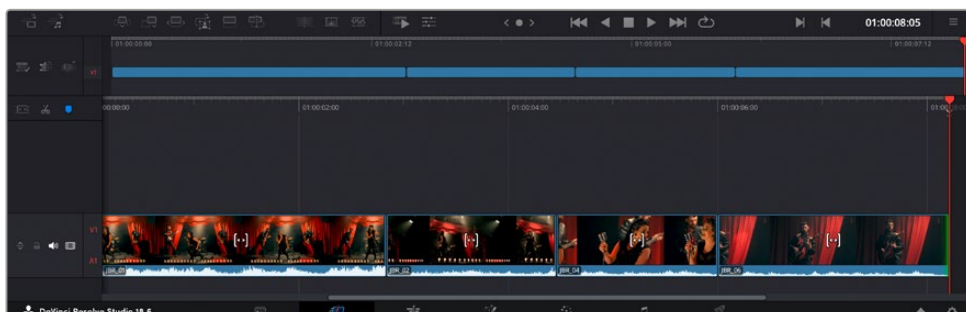 01:00:08:05
01:00:00:00 01:00:02:12 01:00:05:00 01:00:07:12
V1
00:00:00 01:00:02:00 01:00:04:00 01:00:06:00
V1
A1
JBR_01 JBR_02 JBR_04 JBR_06
DaVinci Resolve Studio 18.6